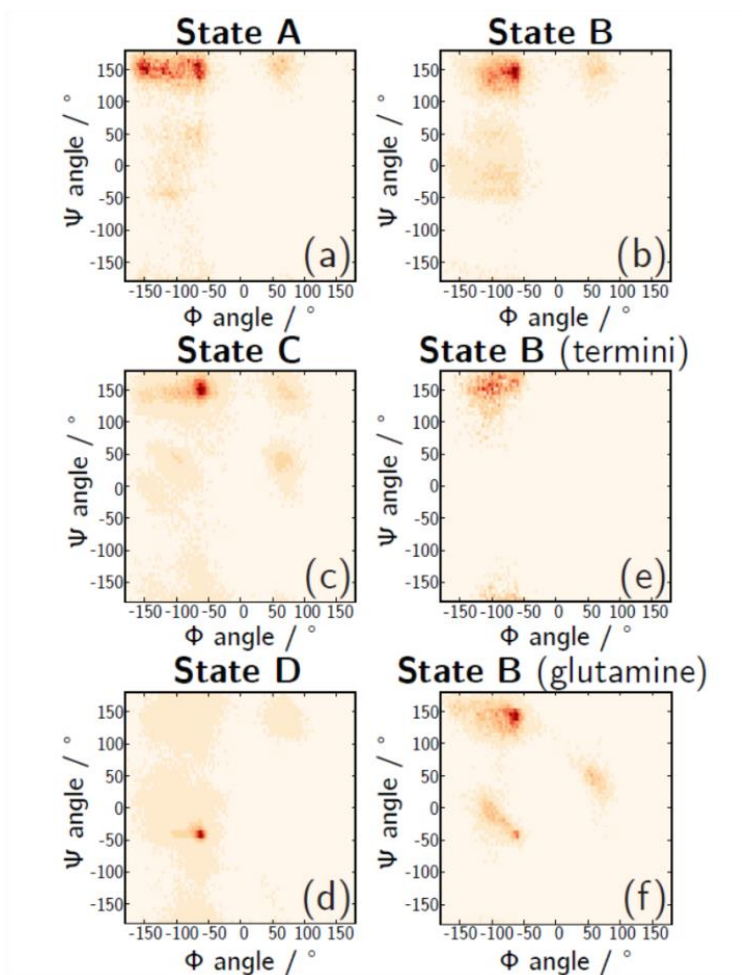 State A
State B
150
100
50
0
-50
-100
-150
Ψ angle / °
(a)
-150 -100 -50 0 50 100 150
Φ angle / °
150
100
50
0
-50
-100
-150
Ψ angle / °
(b)
-150 -100 -50 0 50 100 150
Φ angle / °
State C
State B (termini)
150
100
50
0
-50
-100
-150
Ψ angle / °
(c)
-150 -100 -50 0 50 100 150
Φ angle / °
150
100
50
0
-50
-100
-150
Ψ angle / °
(e)
-150 -100 -50 0 50 100 150
Φ angle / °
State D
State B (glutamine)
150
100
50
0
-50
-100
-150
Ψ angle / °
(d)
-150 -100 -50 0 50 100 150
Φ angle / °
150
100
50
0
-50
-100
-150
Ψ angle / °
(f)
-150 -100 -50 0 50 100 150
Φ angle / °